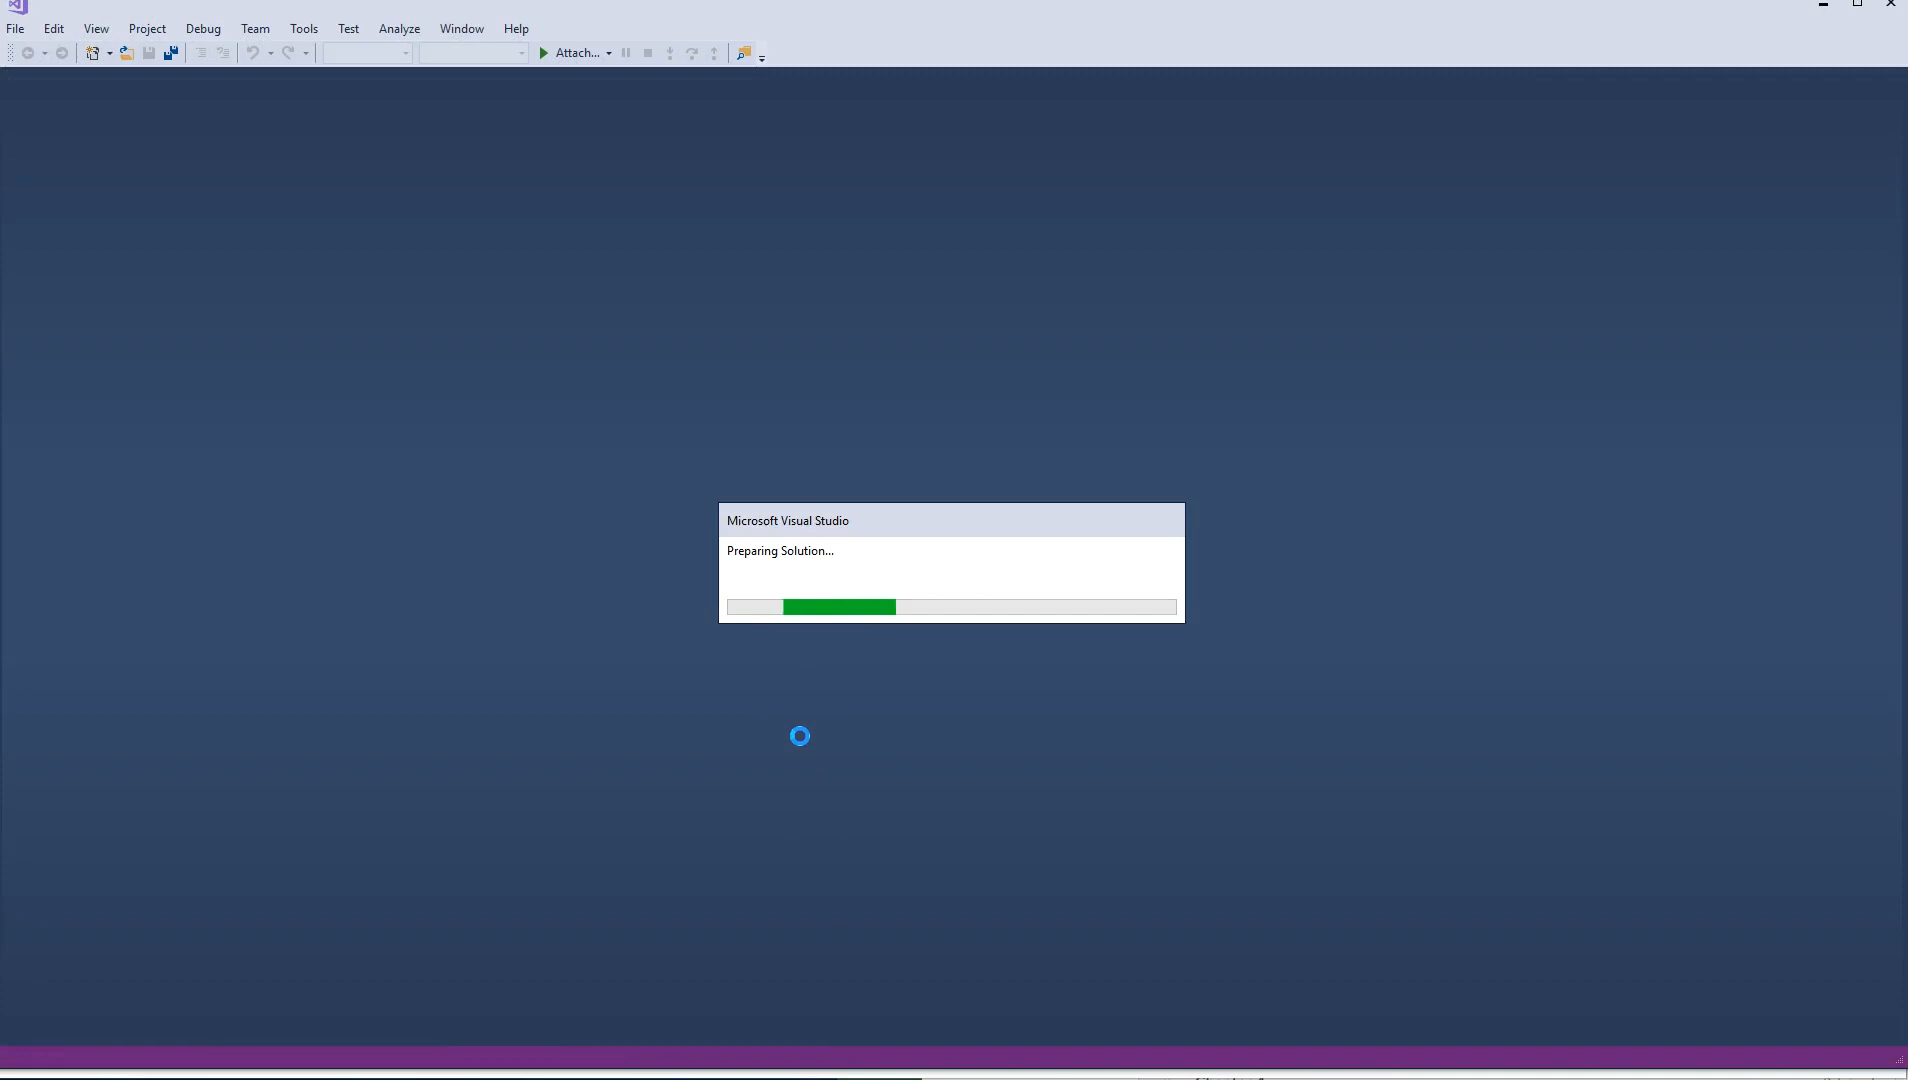 File Edit View Project Debug Team Tools Test Analyze Window Help
Attach...
Microsoft Visual Studio
Preparing Solution...